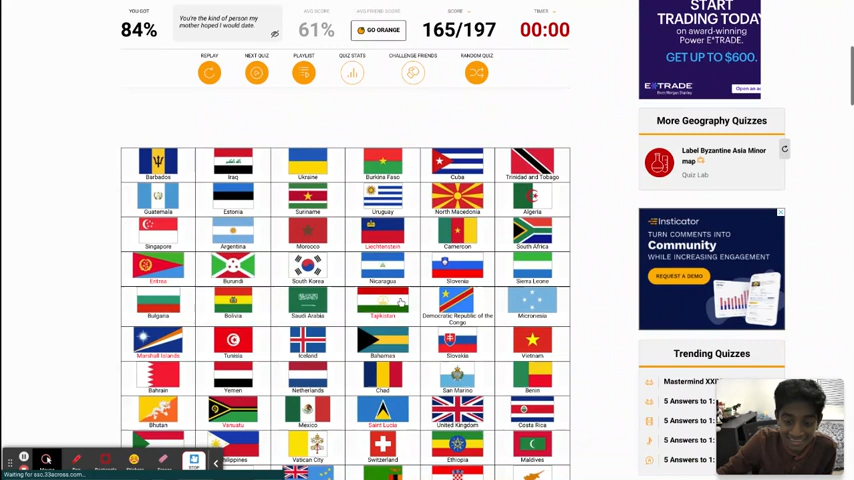 YOU GOT
84%
You're the kind of person my
mother hoped I would date.
AVG SCORE
61%
AVG FRIEND SCORE
GO ORANGE
SCORE
165/197
TIMER
00:00
REPLAY NEXT QUIZ PLAYLIST QUIZ STATS CHALLENGE FRIENDS RANDOM QUIZ
Barbados Iraq Ukraine Burkina Faso Cuba Trinidad and Tobago
Guatemala Estonia Suriname Uruguay North Macedonia Algeria
Singapore Argentina Morocco Liechtenstein Cameroon South Africa
Eritrea Burundi South Korea Nicaragua Slovenia Sierra Leone
Bulgaria Bolivia Saudi Arabia Tajikistan Democratic Republic of the Micronesia
Congo
Marshall Islands Tunisia Iceland Bahamas Slovakia Vietnam
Bahrain Yemen Netherlands Chad San Marino Benin
Bhutan Vanuatu Mexico Saint Lucia United Kingdom Costa Rica
Philippines Vatican City Switzerland Ethiopia Maldives
START
TRADING TODAY
on award-winning
Power E*TRADE.
GET UP TO $600.
E*TRADE
More Geography Quizzes
Label Byzantine Asia Minor
map
Quiz Lab
Insticator
TURN COMMENTS INTO
Community
WHILE INCREASING ENGAGEMENT
REQUEST A DEMO
Trending Quizzes
Mastermind XXI
5 Answers to 1:
5 Answers to 1:
5 Answers to 1:
5 Answers to 1:
STOP
Waiting for ssc.33across.com...